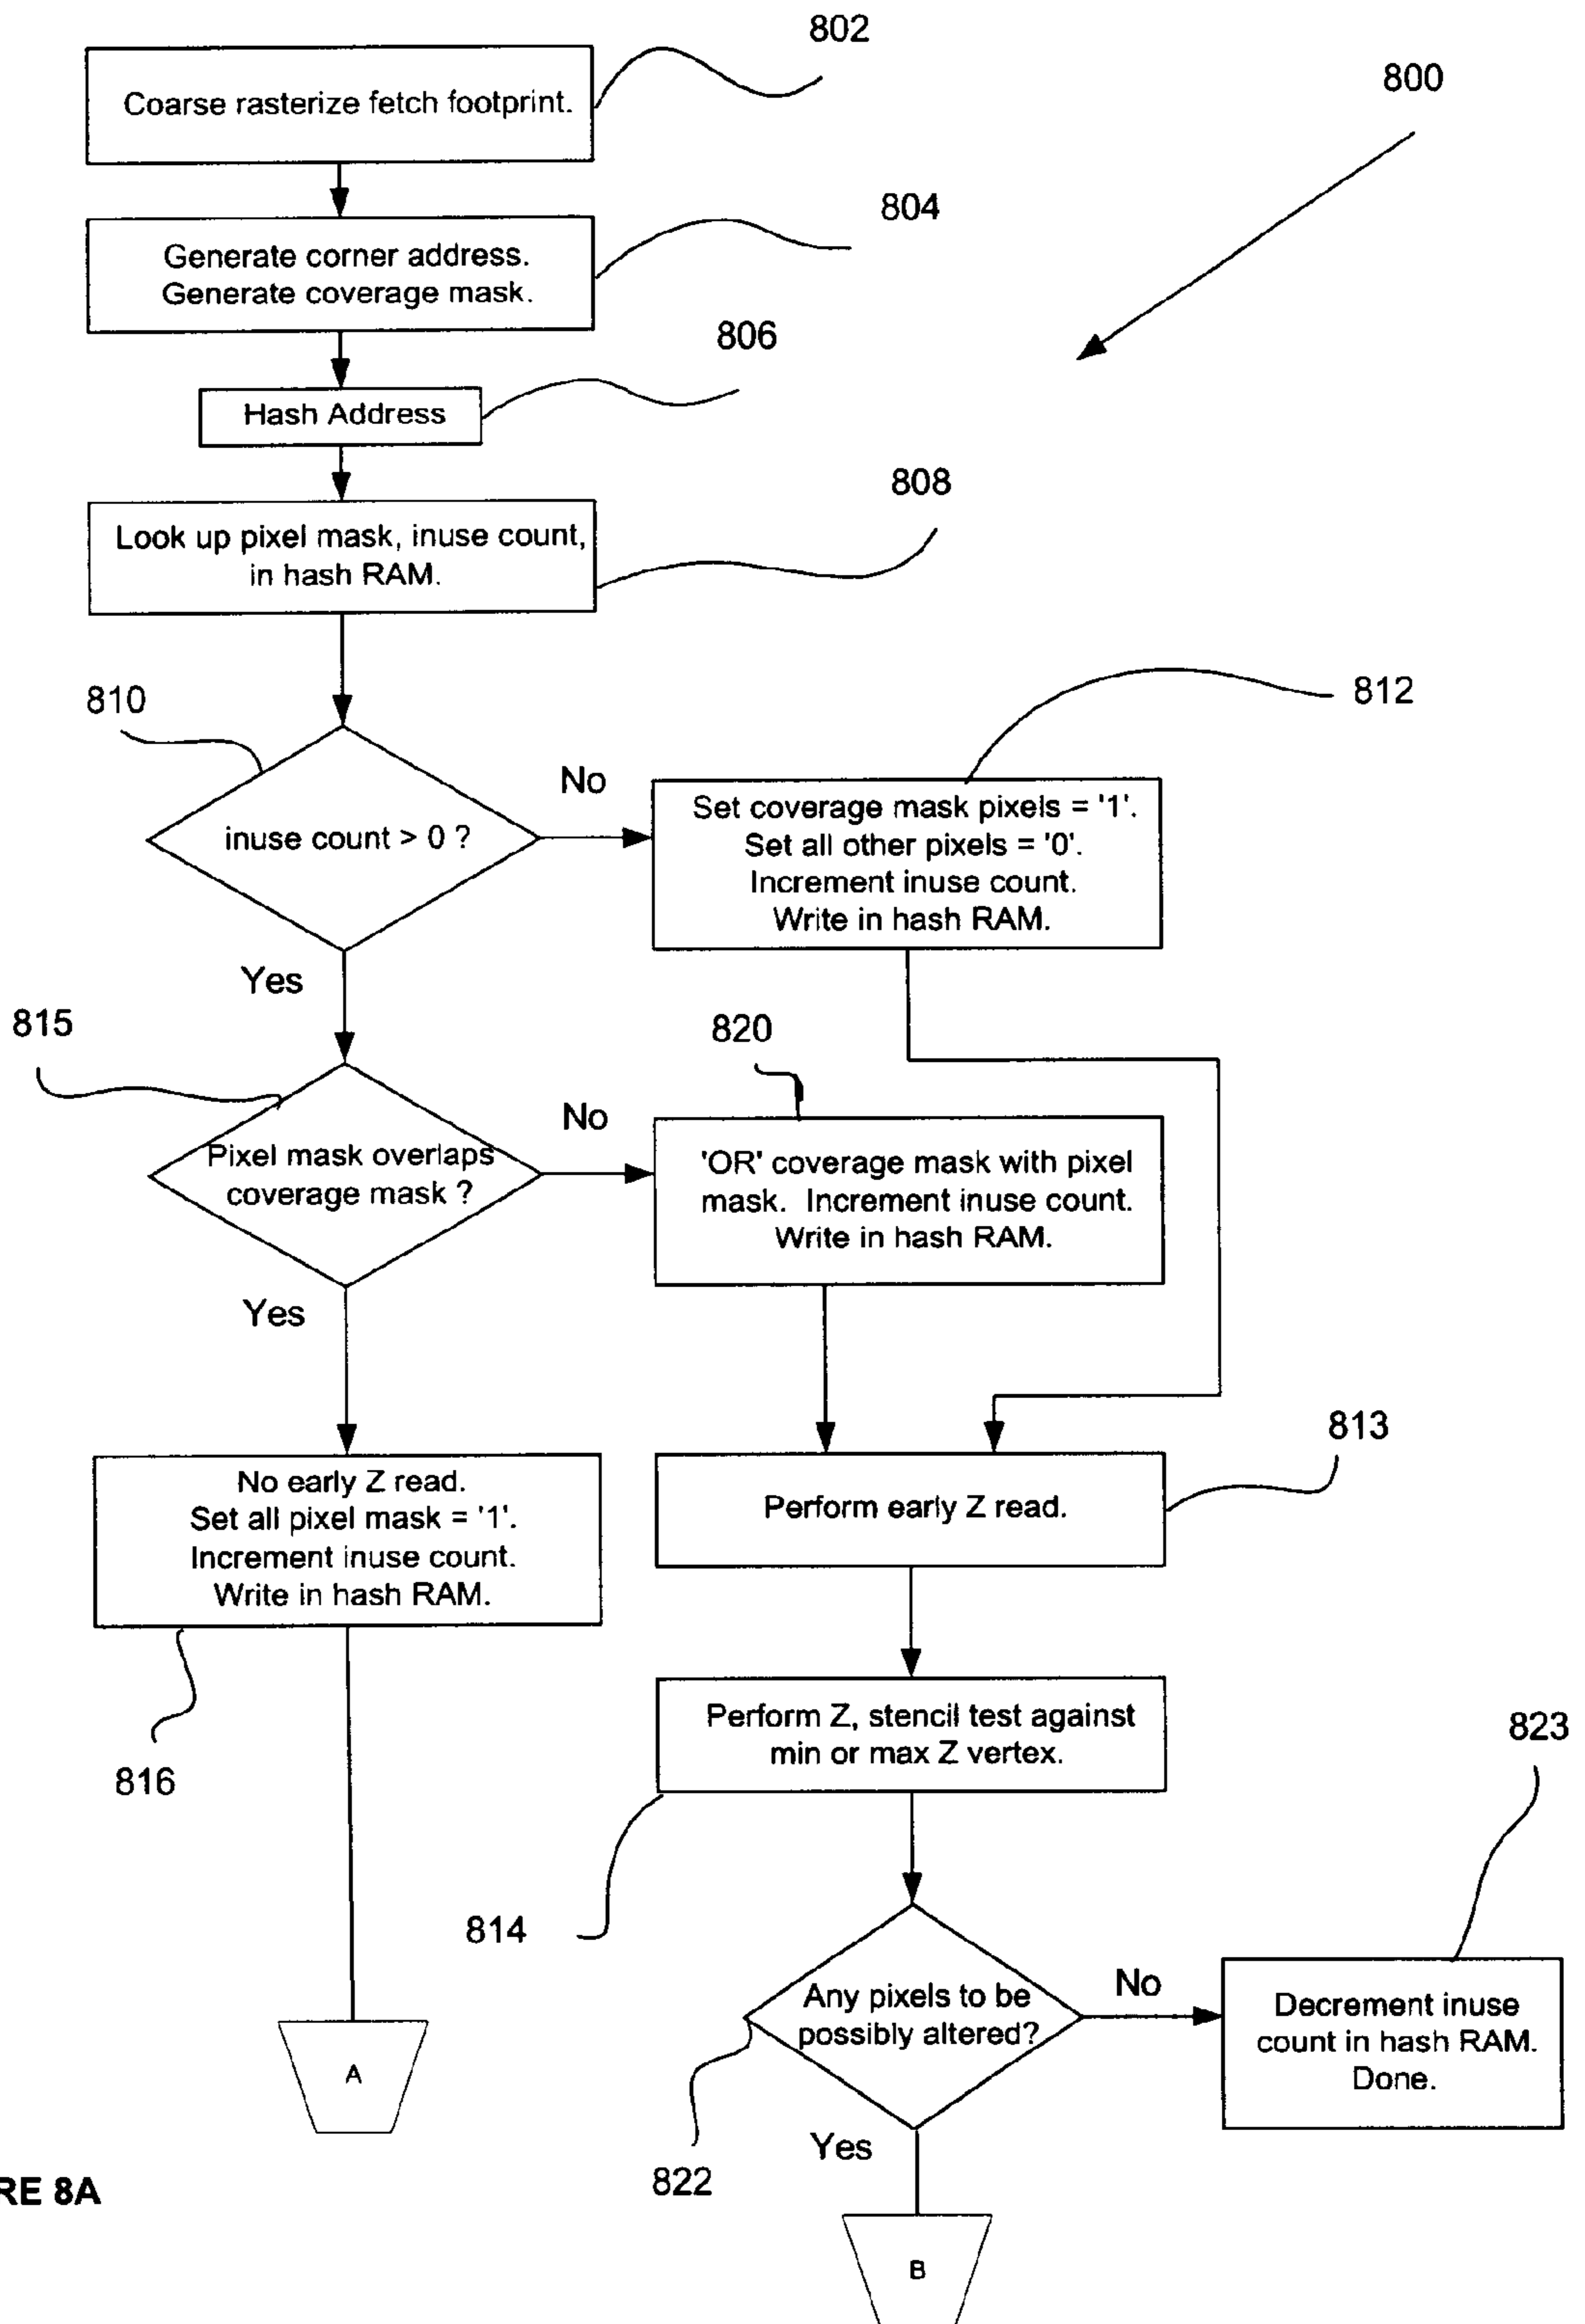 802
800
Coarse rasterize fetch footprint.
804
Generate corner address.
Generate coverage mask.
806
Hash Address
808
Look up pixel mask, inuse count,
in hash RAM.
810
812
No
inuse count > 0 ?
Set coverage mask pixels = '1'.
Set all other pixels = '0'.
Increment inuse count.
Write in hash RAM.
Yes
815
820
No
Pixel mask overlaps
coverage mask ?
'OR' coverage mask with pixel
mask. Increment inuse count.
Write in hash RAM.
Yes
813
No early Z read.
Set all pixel mask = '1'.
Increment inuse count.
Write in hash RAM.
Perform early Z read.
816
Perform Z, stencil test against
min or max Z vertex.
823
814
Any pixels to be
possibly altered?
No
Decrement inuse
count in hash RAM.
Done.
A
Yes
822
RE 8A
B